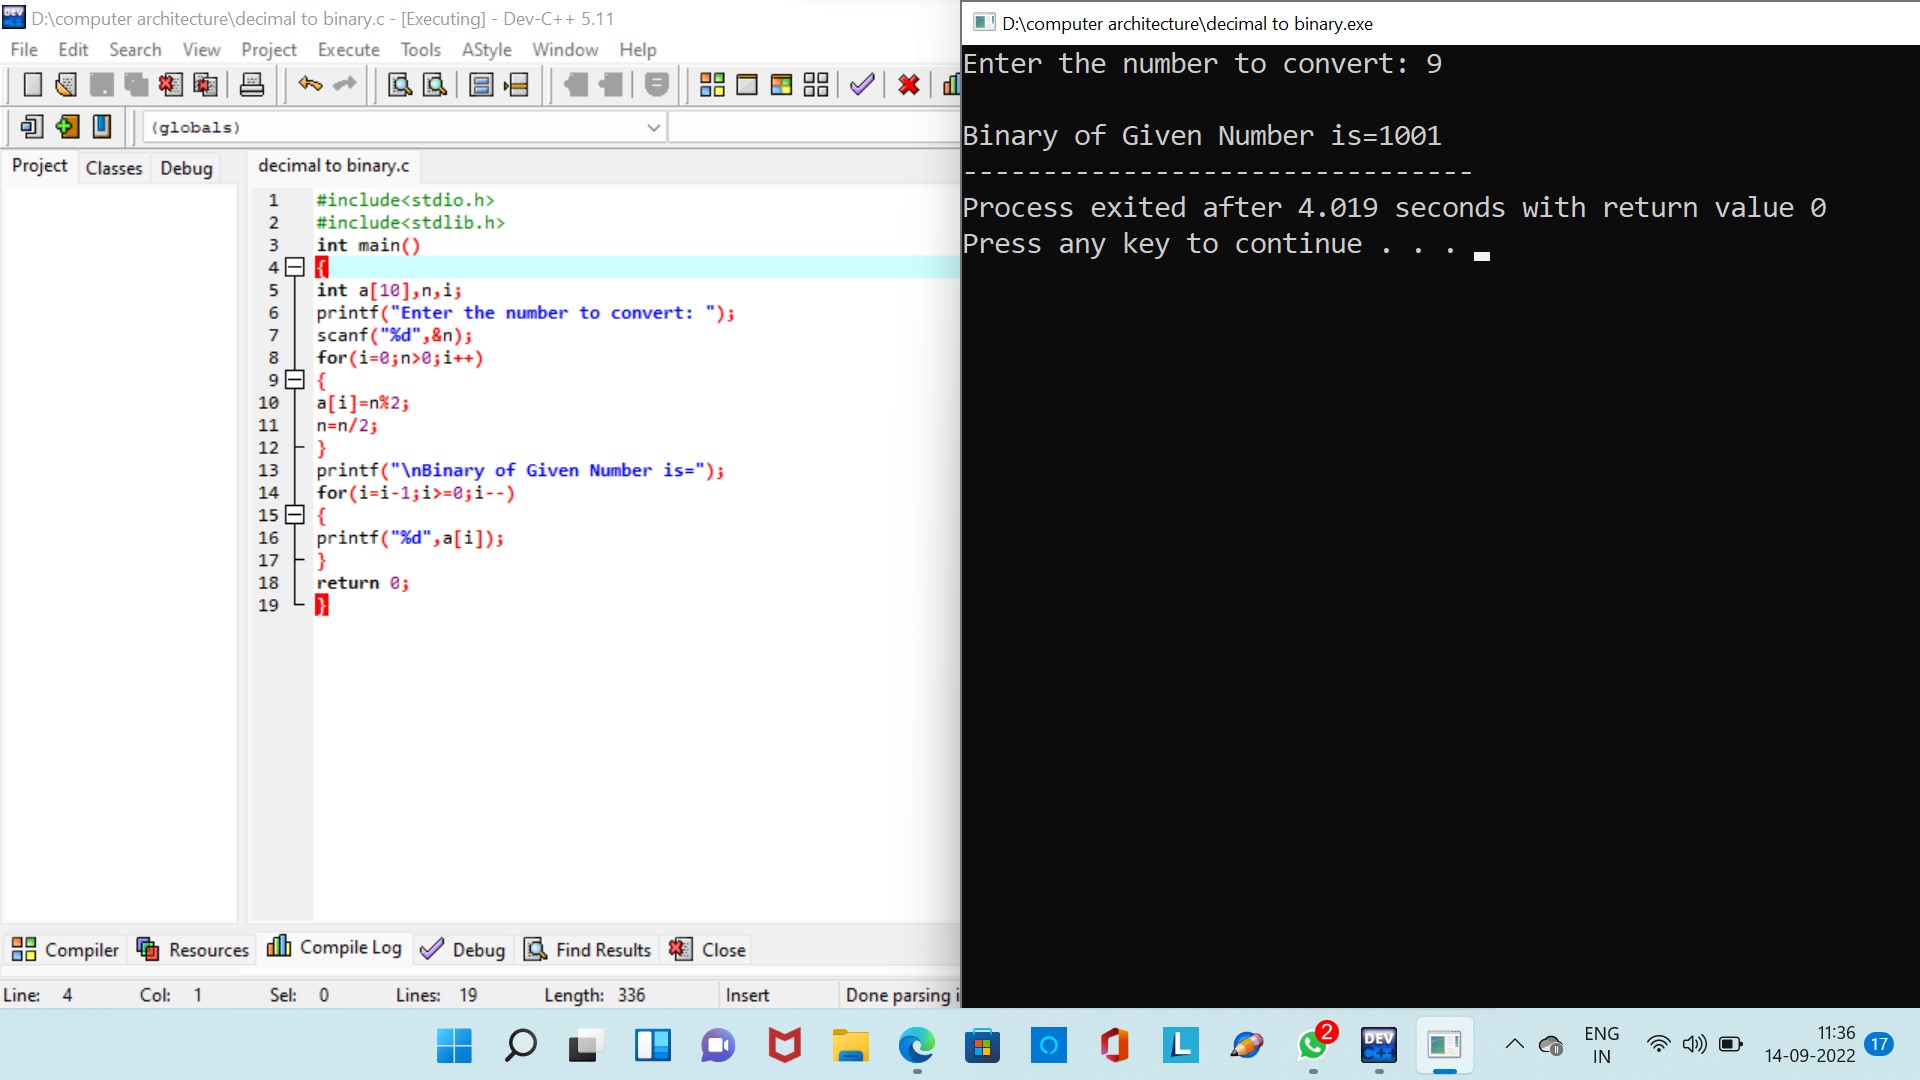 D:\computer architecture\decimal to binary.c - [Executing] - Dev-C++ 5.11
File Edit Search View Project Execute Tools AStyle Window Help
(globals)
Project Classes Debug
decimal to binary.c
1 #include<stdio.h>
2 #include<stdlib.h>
3 int main()
4 {
5 int a[10],n,i;
6 printf("Enter the number to convert: ");
7 scanf("%d",&n);
8 for(i=0;n>0;i++)
9 {
10 a[i]=n%2;
11 n=n/2;
12 }
13 printf("\nBinary of Given Number is=");
14 for(i=i-1;i>=0;i--)
15 {
16 printf("%d",a[i]);
17 }
18 return 0;
19 }
Compiler Resources Compile Log Debug Find Results Close
Line: 4 Col: 1 Sel: 0 Lines: 19 Length: 336 Insert Done parsing i
D:\computer architecture\decimal to binary.exe
Enter the number to convert: 9
Binary of Given Number is=1001
--------------------------------
Process exited after 4.019 seconds with return value 0
Press any key to continue . . .
L
2
DEV
C++
ENG
IN
11:36
14-09-2022
17